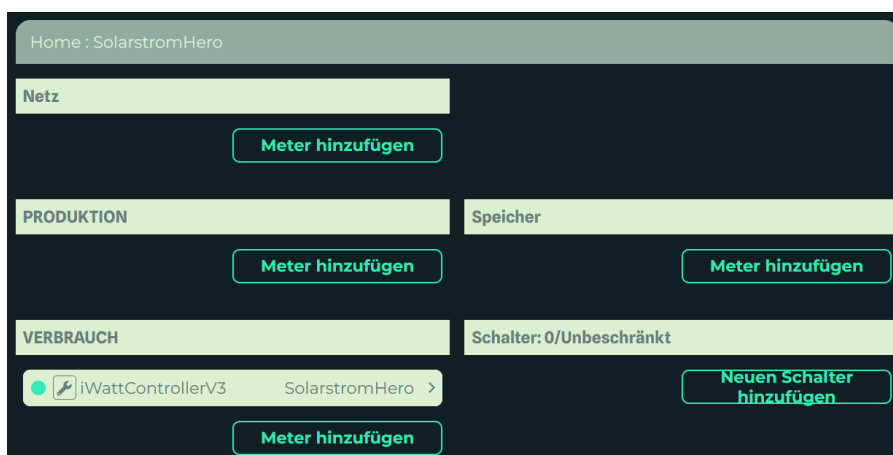 Home : SolarstromHero
Netz
Meter hinzufügen
PRODUKTION
Meter hinzufügen
Speicher
Meter hinzufügen
VERBRAUCH
iWattControllerV3 SolarstromHero
Meter hinzufügen
Schalter: 0/Unbeschränkt
Neuen Schalter
hinzufügen